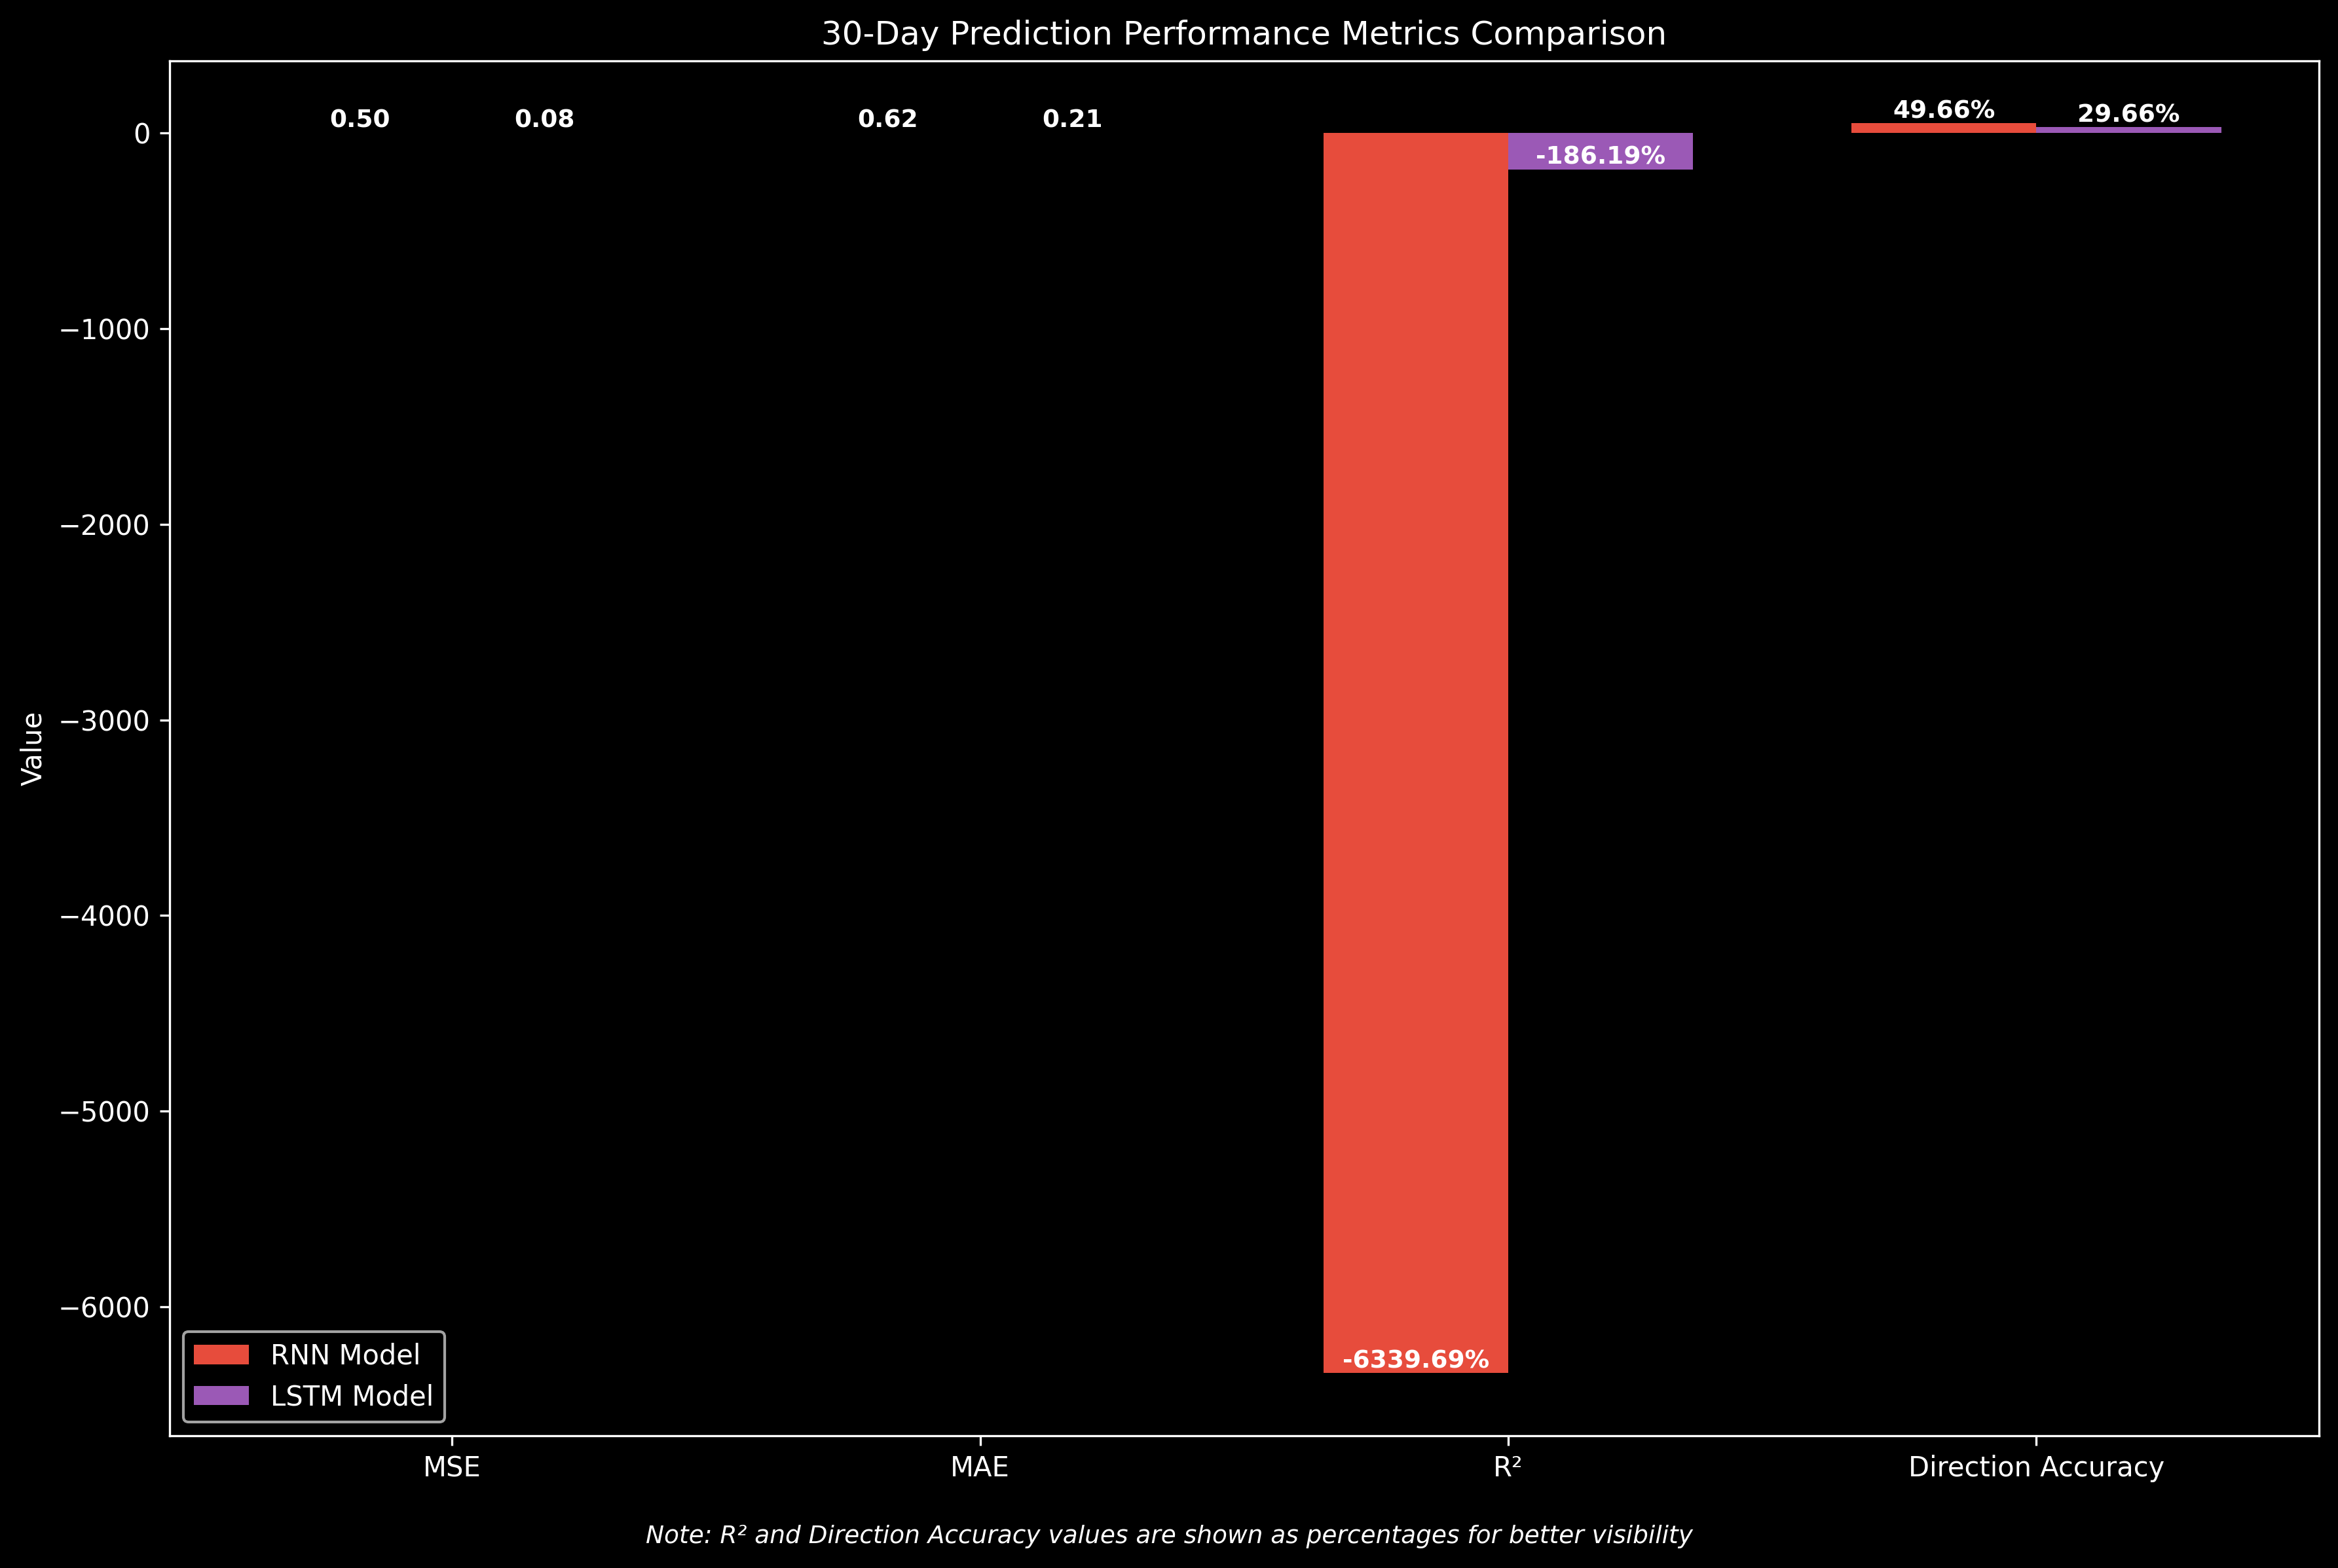 30-Day Prediction Performance Metrics Comparison
0.50
0.08
0.62
0.21
-6339.69%
-186.19%
49.66%
29.66%
Value
0
−1000
−2000
−3000
−4000
−5000
−6000
RNN Model
LSTM Model
MSE
MAE
R²
Direction Accuracy
Note: R² and Direction Accuracy values are shown as percentages for better visibility